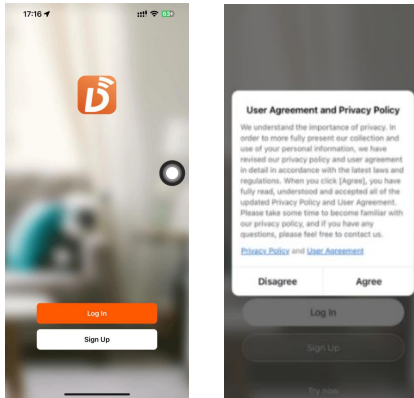 17:16
Log In
Sign Up
User Agreement and Privacy Policy
We understand the importance of privacy. In
order to more fully present our collection and
use of your personal information, we have
revised our privacy policy and user agreement
in detail in accordance with the latest laws and
regulations. When you click [Agree], you have
fully read, understood and accepted all of the
updated Privacy Policy and User Agreement.
Please take some time to become familiar with
our privacy policy, and if you have any
questions, please feel free to contact us.
Privacy Policy and User Agreement
Disagree Agree
Log In
Sign Up
Try now